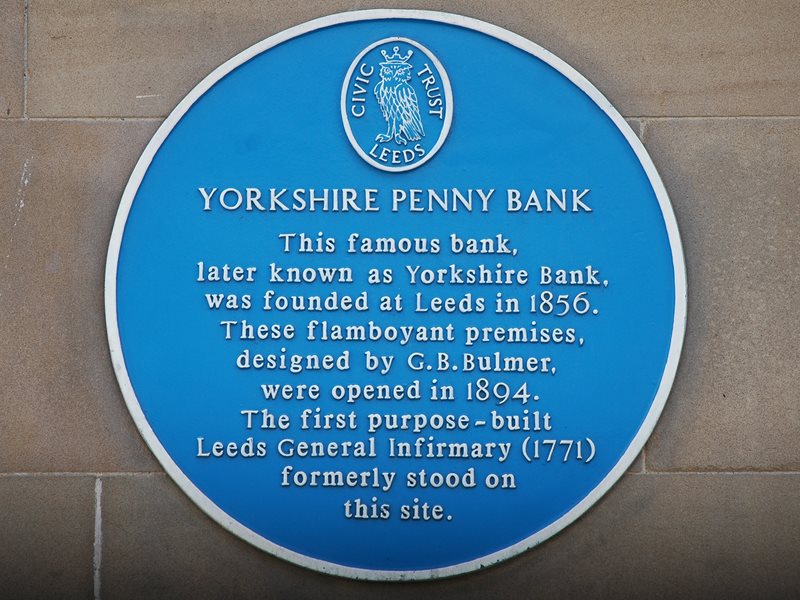 CIVIC TRUST
LEEDS
YORKSHIRE PENNY BANK
This famous bank,
later known as Yorkshire Bank,
was founded at Leeds in 1856.
These flamboyant premises,
designed by G.B.Bulmer,
were opened in 1894.
The first purpose-built
Leeds General Infirmary (1771)
formerly stood on
this site.